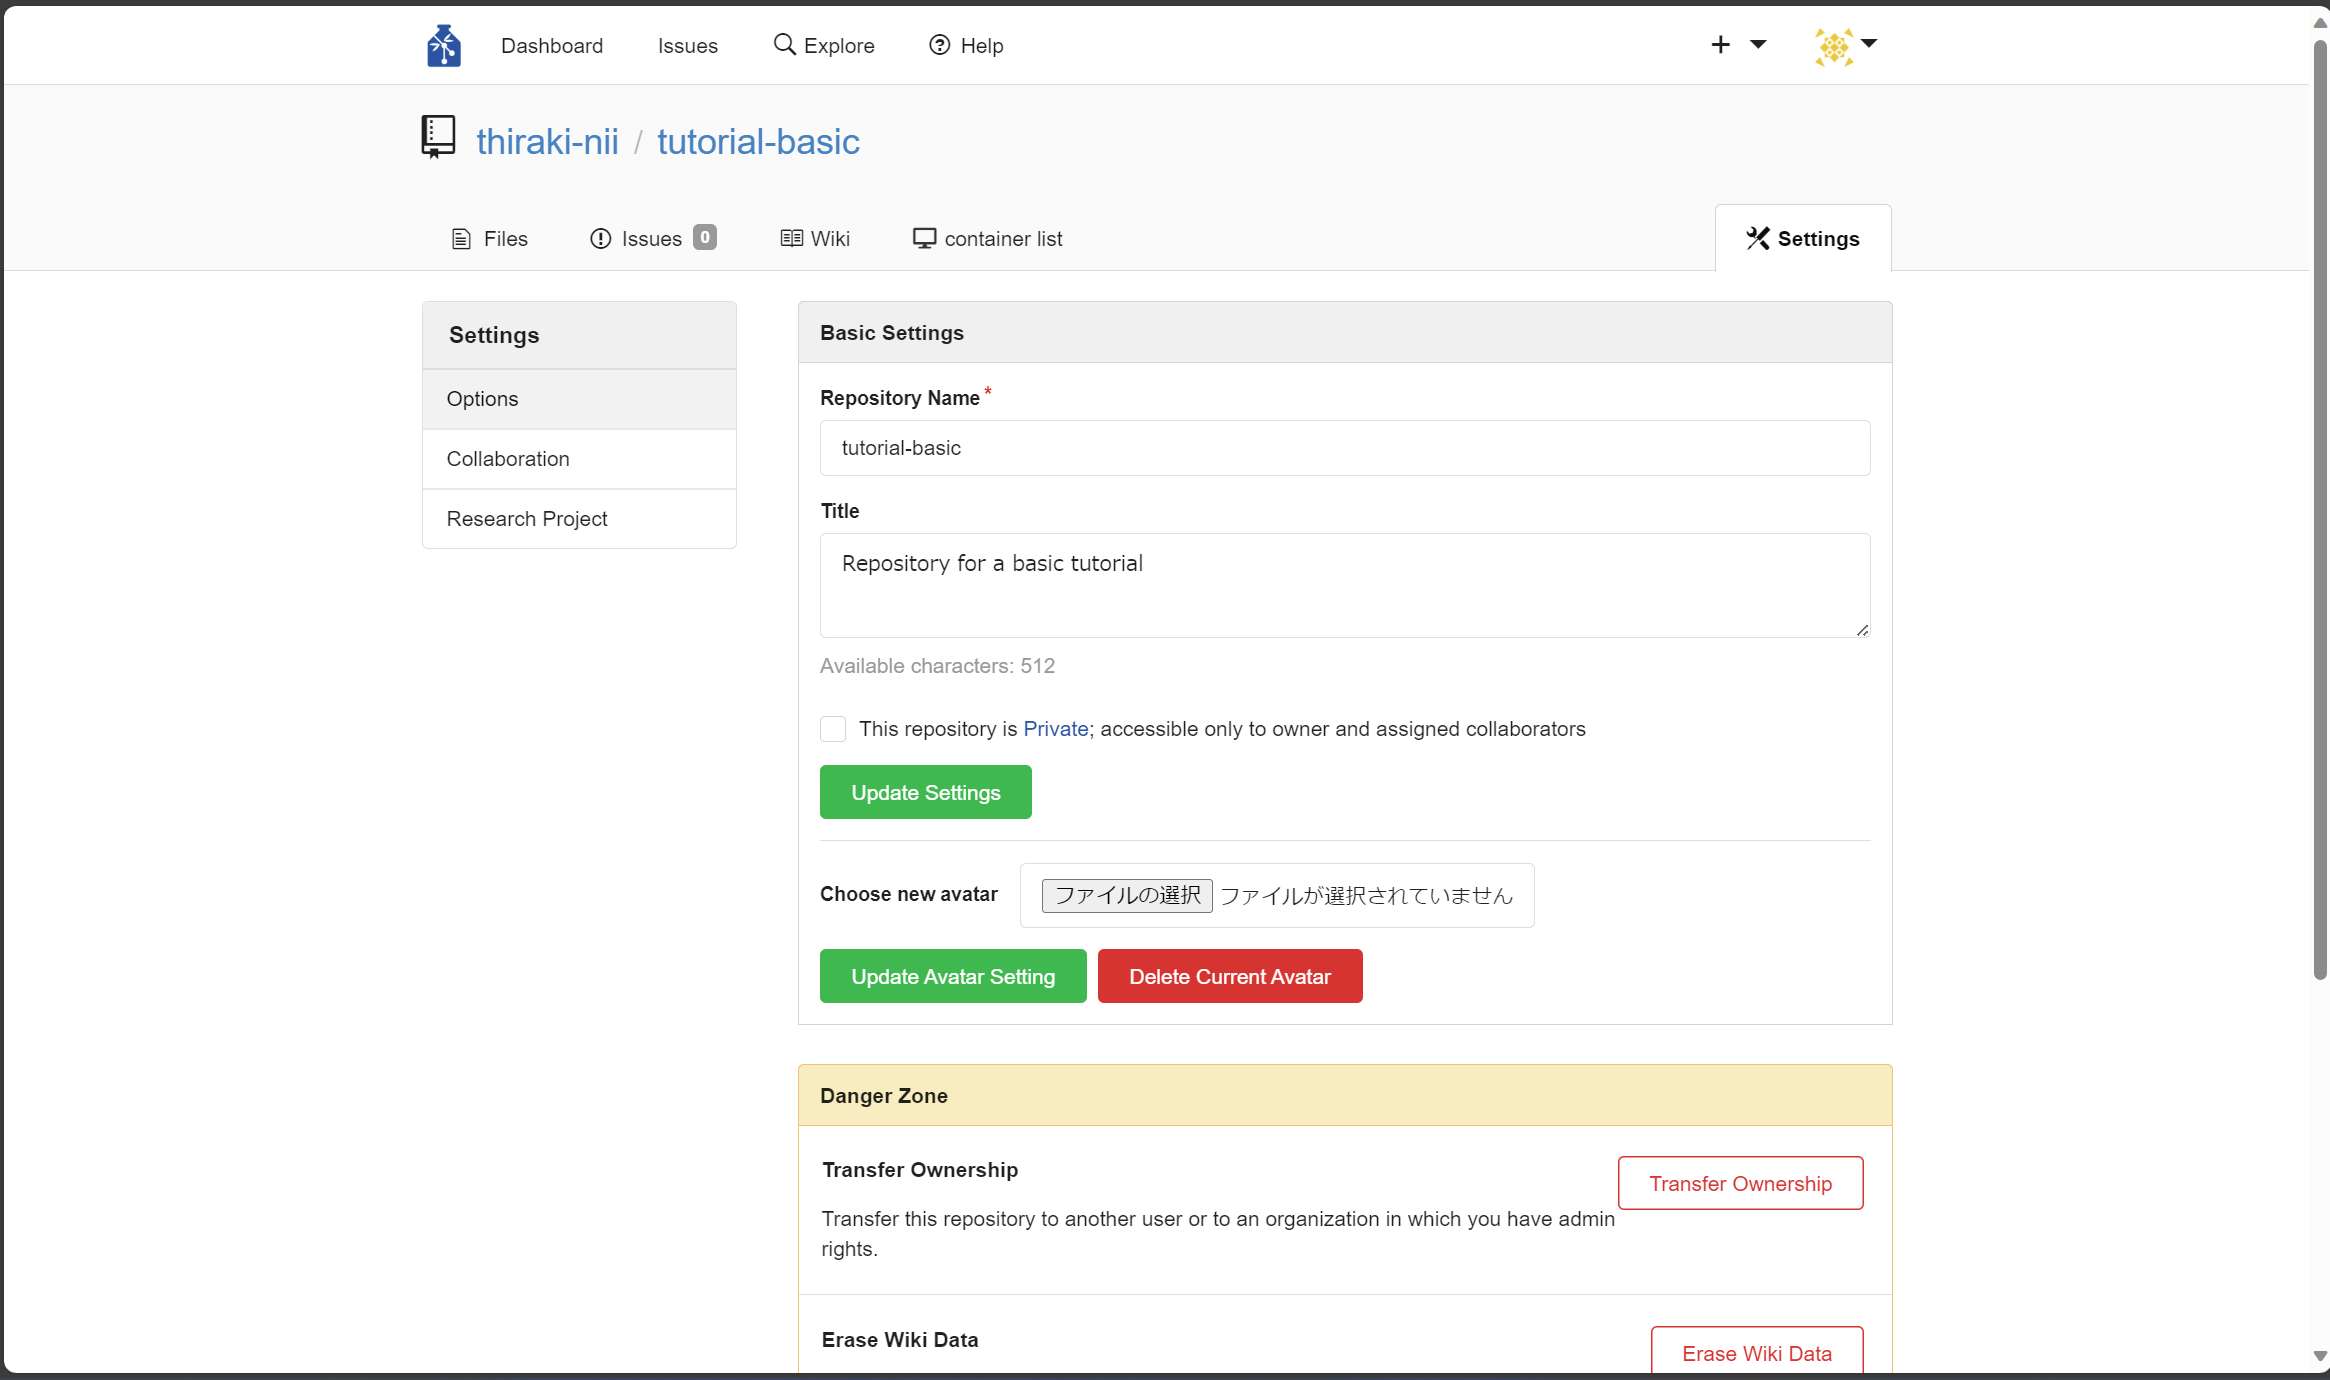 Dashboard Issues Explore Help
thiraki-nii / tutorial-basic
Files Issues 0 Wiki container list Settings
Settings
Options
Collaboration
Research Project
Basic Settings
Repository Name *
tutorial-basic
Title
Repository for a basic tutorial
Available characters: 512
This repository is Private; accessible only to owner and assigned collaborators
Update Settings
Choose new avatar ファイルの選択 ファイルが選択されていません
Update Avatar Setting Delete Current Avatar
Danger Zone
Transfer Ownership
Transfer Ownership
Transfer this repository to another user or to an organization in which you have admin
rights.
Erase Wiki Data
Erase Wiki Data